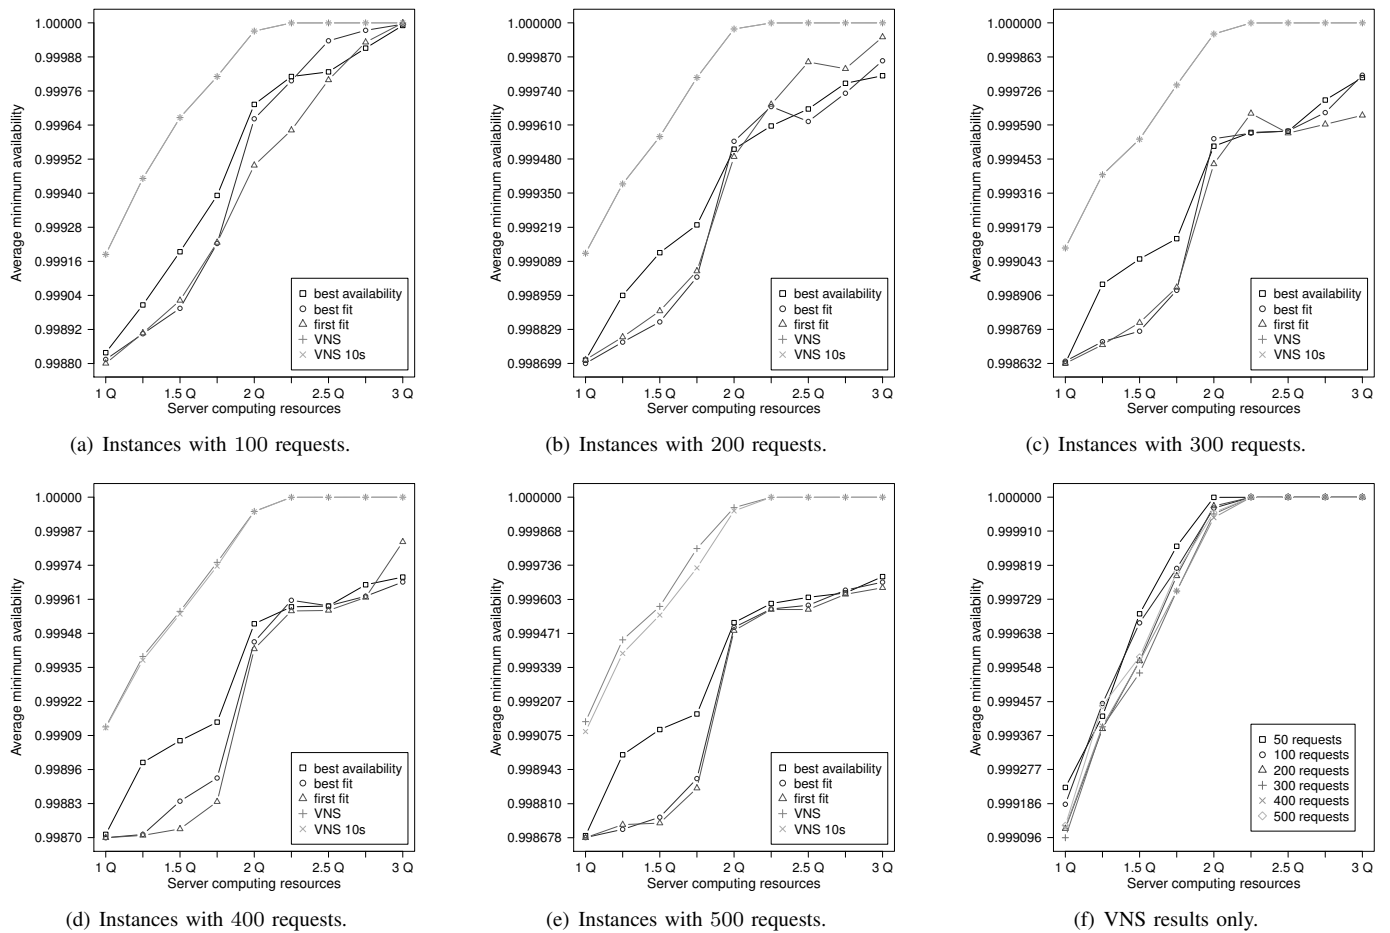 Average minimum availability
1.00000
0.99988
0.99976
0.99964
0.99952
0.99940
0.99928
0.99916
0.99904
0.99892
0.99880
best availability
best fit
first fit
VNS
VNS 10s
1 Q 1.5 Q 2 Q 2.5 Q 3 Q
Server computing resources
(a) Instances with 100 requests.
Average minimum availability
1.000000
0.999870
0.999740
0.999610
0.999480
0.999350
0.999219
0.999089
0.998959
0.998829
0.998699
best availability
best fit
first fit
VNS
VNS 10s
1 Q 1.5 Q 2 Q 2.5 Q 3 Q
Server computing resources
(b) Instances with 200 requests.
Average minimum availability
1.000000
0.999863
0.999726
0.999590
0.999453
0.999316
0.999179
0.999043
0.998906
0.998769
0.998632
best availability
best fit
first fit
VNS
VNS 10s
1 Q 1.5 Q 2 Q 2.5 Q 3 Q
Server computing resources
(c) Instances with 300 requests.
Average minimum availability
1.00000
0.99987
0.99974
0.99961
0.99948
0.99935
0.99922
0.99909
0.99896
0.99883
0.99870
best availability
best fit
first fit
VNS
VNS 10s
1 Q 1.5 Q 2 Q 2.5 Q 3 Q
Server computing resources
(d) Instances with 400 requests.
Average minimum availability
1.000000
0.999868
0.999736
0.999603
0.999471
0.999339
0.999207
0.999075
0.998943
0.998810
0.998678
best availability
best fit
first fit
VNS
VNS 10s
1 Q 1.5 Q 2 Q 2.5 Q 3 Q
Server computing resources
(e) Instances with 500 requests.
Average minimum availability
1.000000
0.999910
0.999819
0.999729
0.999638
0.999548
0.999457
0.999367
0.999277
0.999186
0.999096
50 requests
100 requests
200 requests
300 requests
400 requests
500 requests
1 Q 1.5 Q 2 Q 2.5 Q 3 Q
Server computing resources
(f) VNS results only.